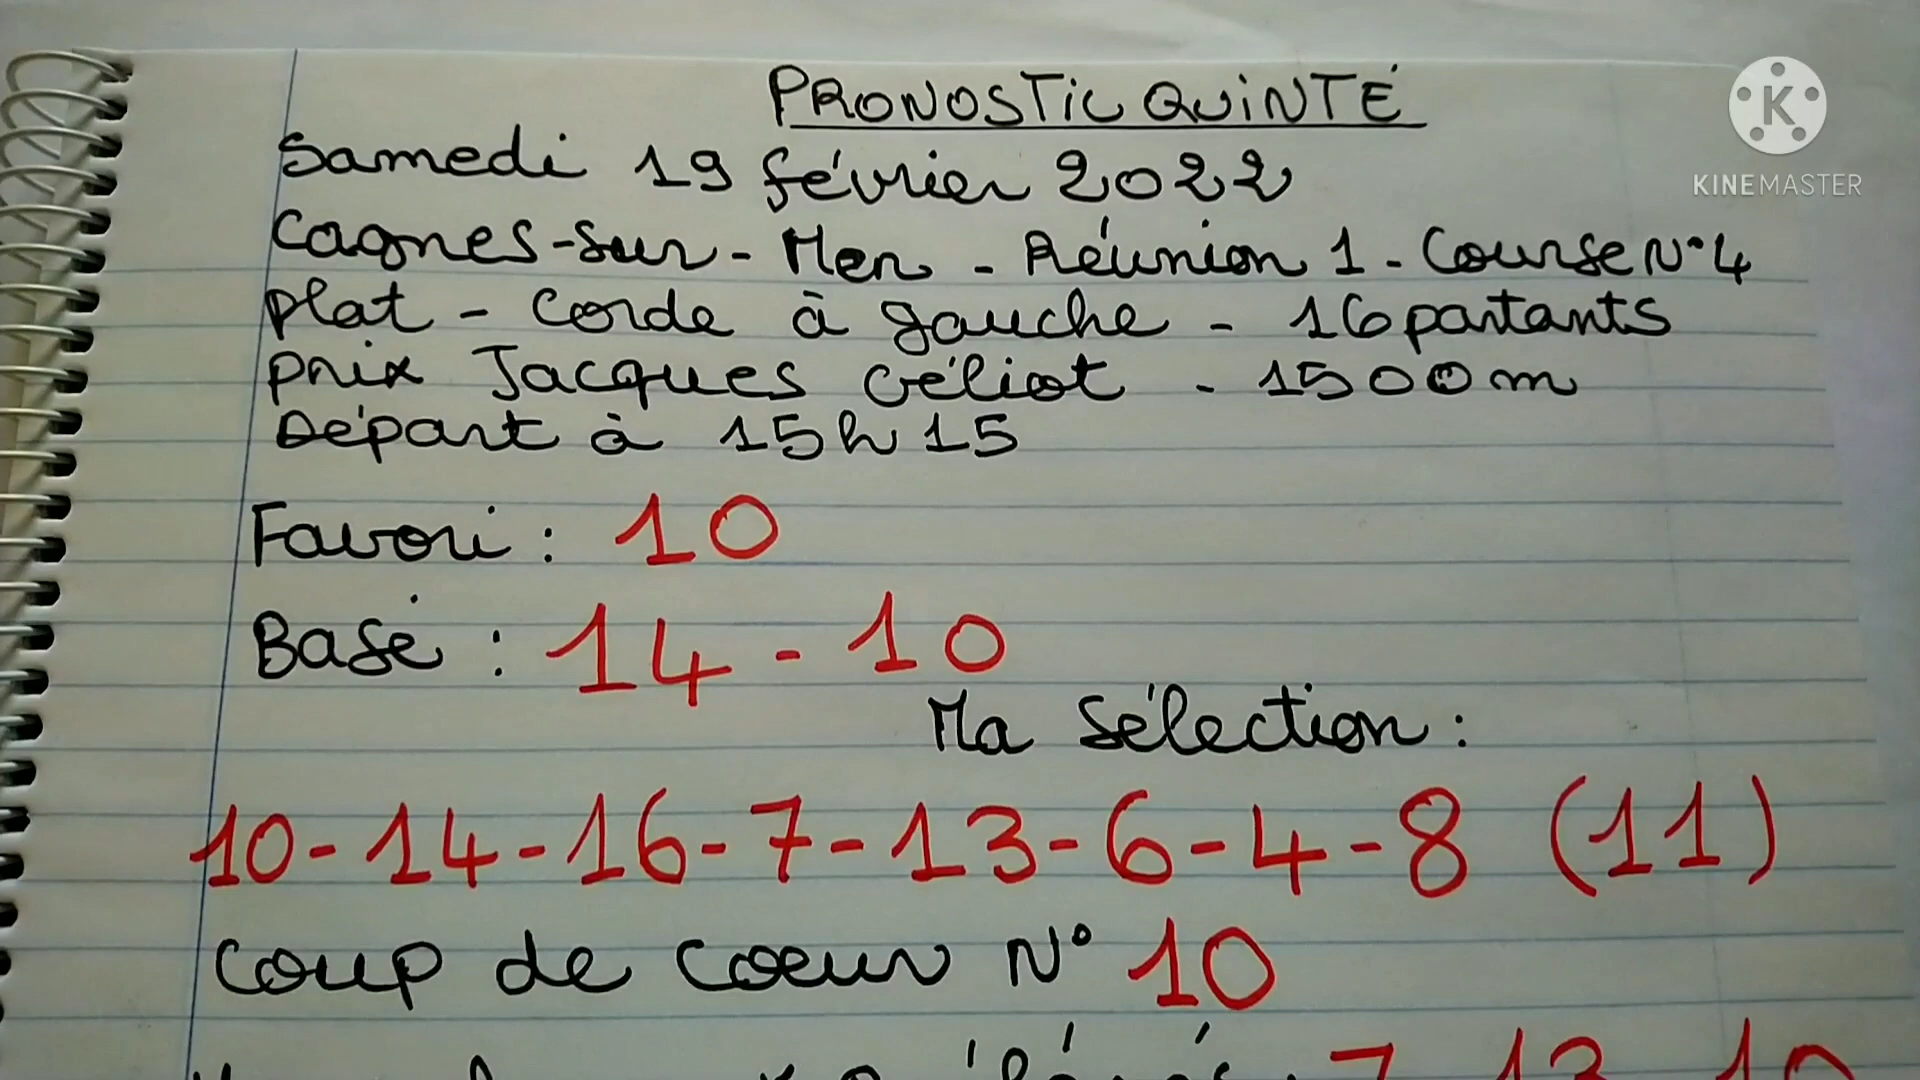 PRONOSTIC QUINTÉ
Samedi 19 février 2022
Cagnes-sur-Mer - Réunion 1 - Course N°4
Plat - Corde à gauche - 16 partants
Prix Jacques Géliot - 1500 m
Départ à 15h15
Favori : 10
Base : 14 - 10
Ma sélection :
10-14-16-7-13-6-4-8 (11)
Coup de coeur N° 10
K
KINEMASTER